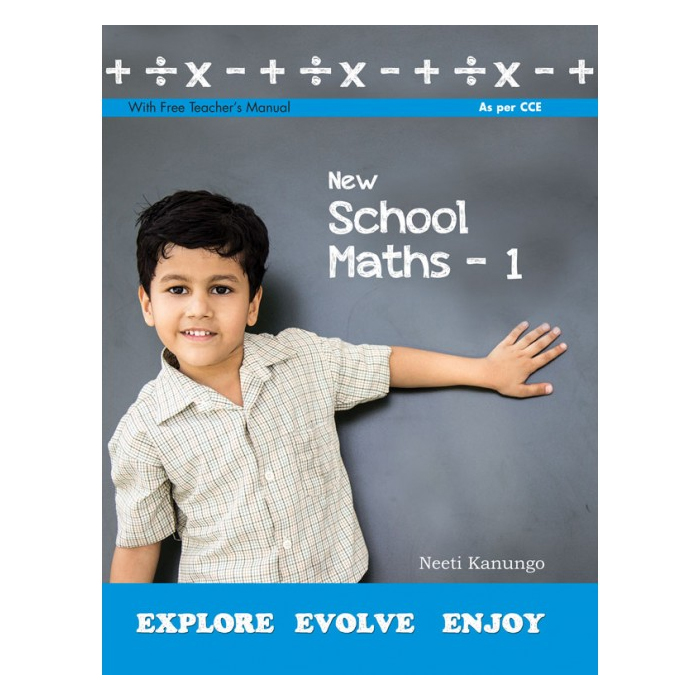 + ÷ x - + ÷ x - + ÷ x - +
With Free Teacher's Manual As per CCE
New
School
Maths - 1
Neeti Kanungo
EXPLORE EVOLVE ENJOY